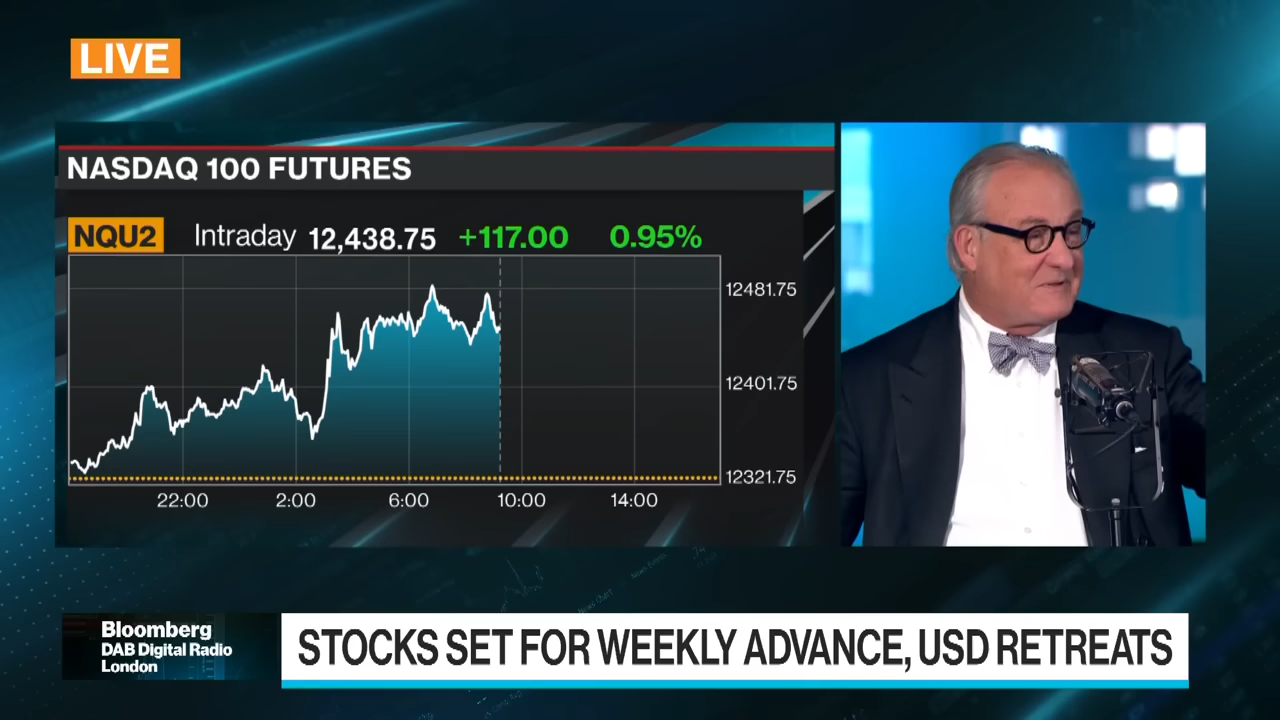 LIVE
NASDAQ 100 FUTURES
NQU2 Intraday 12,438.75 +117.00 0.95%
12481.75
12401.75
12321.75
22:00 2:00 6:00 10:00 14:00
Bloomberg
DAB Digital Radio
London
STOCKS SET FOR WEEKLY ADVANCE, USD RETREATS